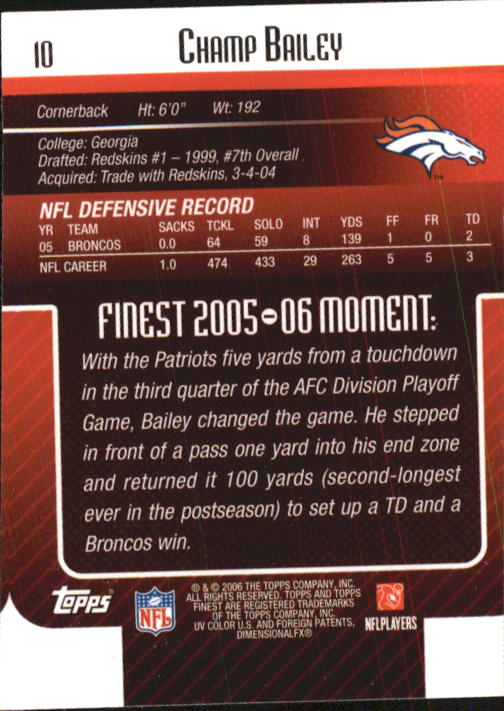 10
CHAMP BAILEY
Cornerback Ht: 6'0" Wt: 192
College: Georgia
Drafted: Redskins #1 – 1999, #7th Overall
Acquired: Trade with Redskins, 3-4-04
TM
NFL DEFENSIVE RECORD
YR TEAM SACKS TCKL SOLO INT YDS FF FR TD
05 BRONCOS 0.0 64 59 8 139 1 0 2
NFL CAREER 1.0 474 433 29 263 5 5 3
FINEST 2005-06 MOMENT:
With the Patriots five yards from a touchdown
in the third quarter of the AFC Division Playoff
Game, Bailey changed the game. He stepped
in front of a pass one yard into his end zone
and returned it 100 yards (second-longest
ever in the postseason) to set up a TD and a
Broncos win.
topps
NFL
® & © 2006 THE TOPPS COMPANY, INC.
ALL RIGHTS RESERVED. TOPPS AND TOPPS
FINEST ARE REGISTERED TRADEMARKS
OF THE TOPPS COMPANY, INC.
UV COLOR U.S. AND FOREIGN PATENTS,
DIMENSIONALFX®
NFLPLAYERS